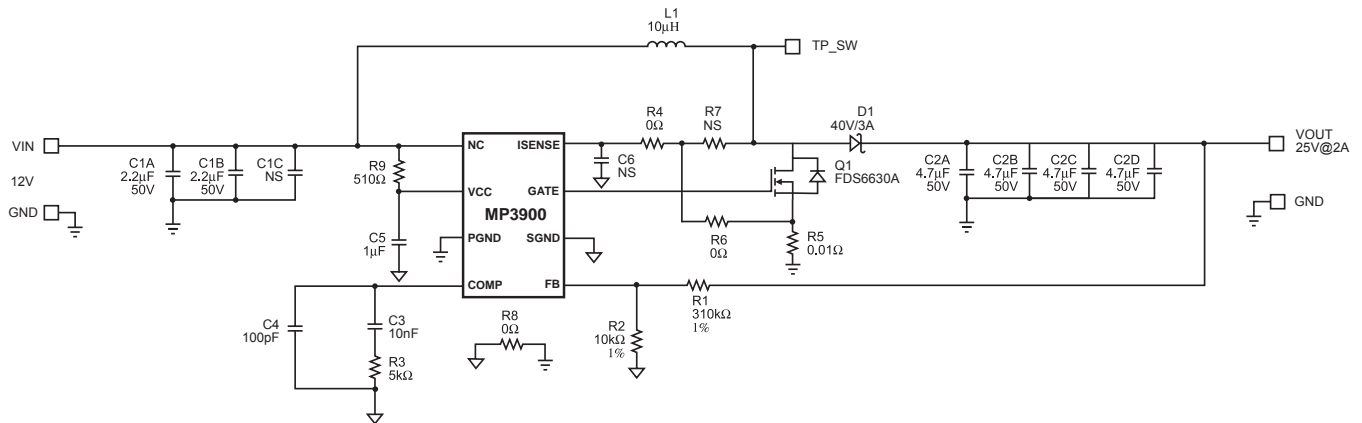 L1
10µH
TP_SW
R4
0Ω
R7
NS
D1
40V/3A
VIN
12V
GND
C1A
2.2µF
50V
C1B
2.2µF
50V
C1C
NS
R9
510Ω
NC
ISENSE
VCC
GATE
MP3900
PGND
SGND
COMP
FB
C6
NS
Q1
FDS6630A
C2A
4.7µF
50V
C2B
4.7µF
50V
C2C
4.7µF
50V
C2D
4.7µF
50V
VOUT
25V@2A
GND
C5
1µF
R6
0Ω
R5
0.01Ω
R1
310kΩ
1%
C4
100pF
C3
10nF
R3
5kΩ
R8
0Ω
R2
10kΩ
1%